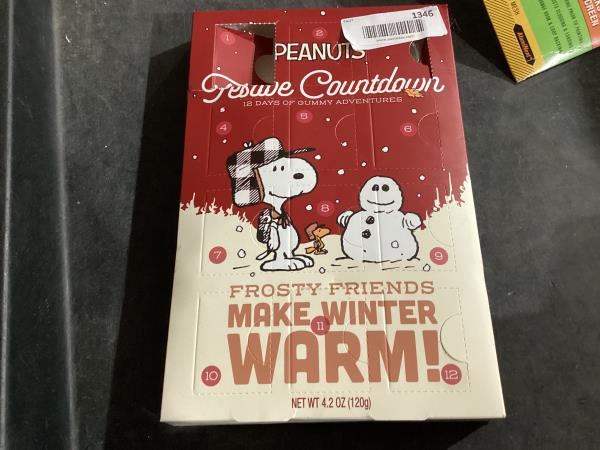 1346
1
2
PEANUTS
Festive Countdown
12 DAYS OF GUMMY ADVENTURES
4
5
6
8
7
9
FROSTY FRIENDS
MAKE WINTER
11
WARM!
10
12
NET WT 4.2 OZ (120g)
SCREEN